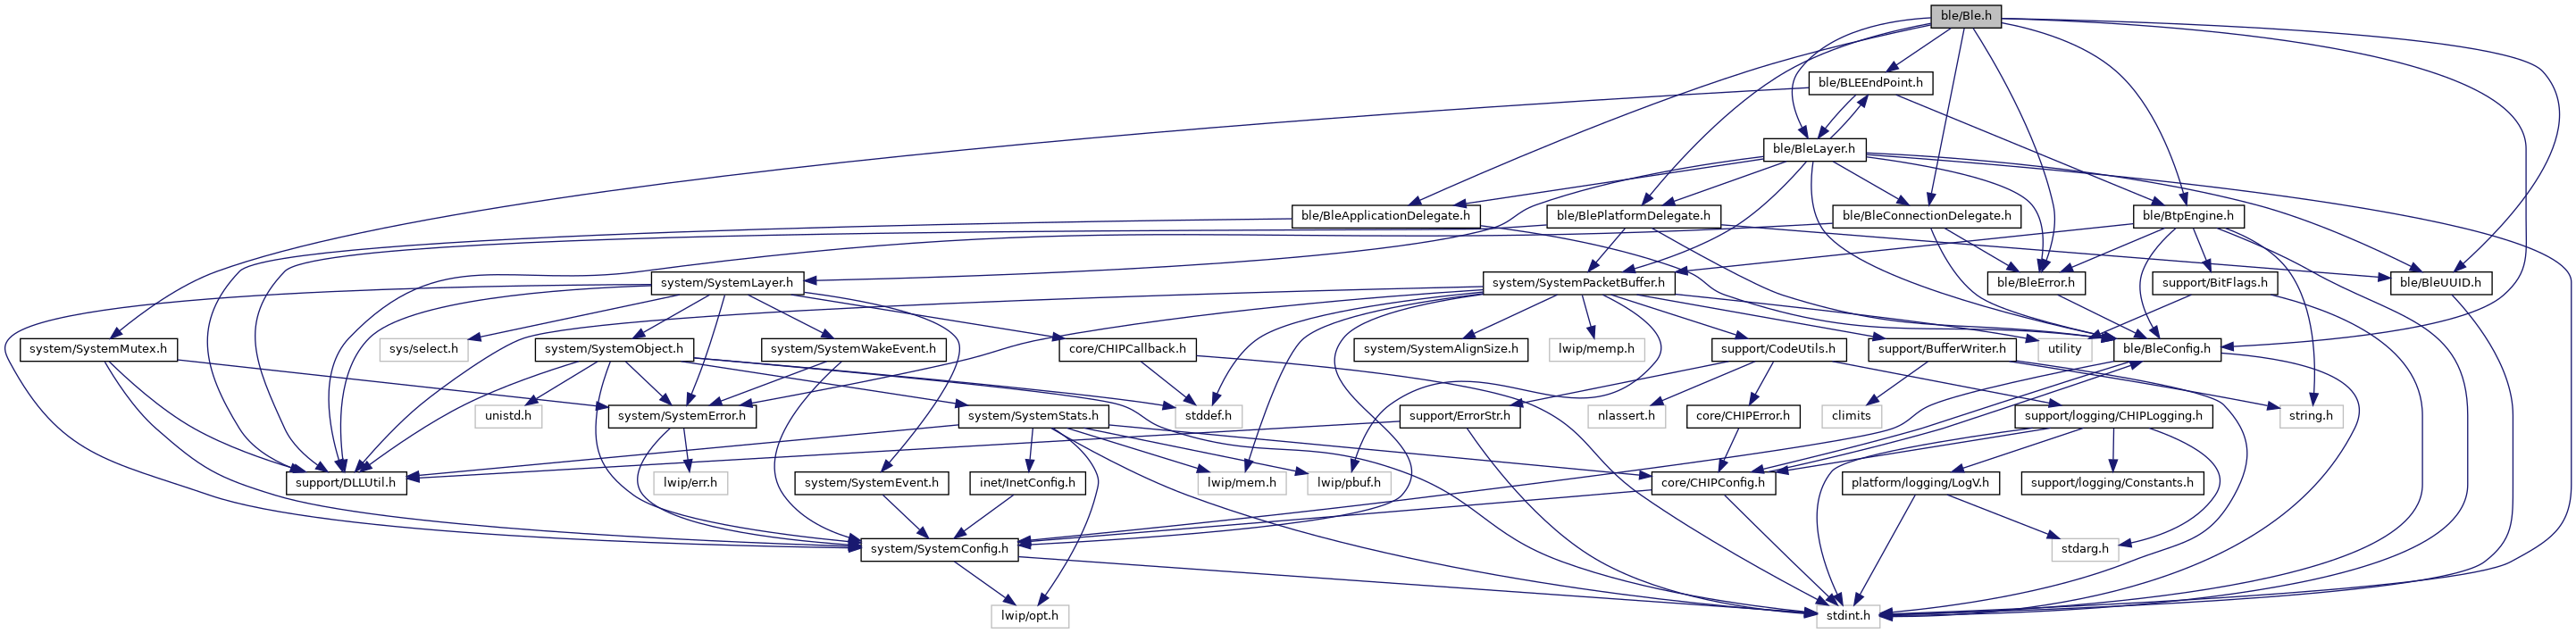 ble/Ble.h
ble/BLEEndPoint.h
ble/BleLayer.h
ble/BleApplicationDelegate.h
ble/BlePlatformDelegate.h
ble/BleConnectionDelegate.h
ble/BtpEngine.h
system/SystemLayer.h
system/SystemPacketBuffer.h
ble/BleError.h
support/BitFlags.h
ble/BleUUID.h
system/SystemMutex.h
sys/select.h
system/SystemObject.h
system/SystemWakeEvent.h
core/CHIPCallback.h
system/SystemAlignSize.h
lwip/memp.h
support/CodeUtils.h
support/BufferWriter.h
utility
ble/BleConfig.h
unistd.h
system/SystemError.h
system/SystemStats.h
stddef.h
support/ErrorStr.h
nlassert.h
core/CHIPError.h
climits
support/logging/CHIPLogging.h
string.h
support/DLLUtil.h
lwip/err.h
system/SystemEvent.h
inet/InetConfig.h
lwip/mem.h
lwip/pbuf.h
core/CHIPConfig.h
platform/logging/LogV.h
support/logging/Constants.h
system/SystemConfig.h
stdarg.h
lwip/opt.h
stdint.h